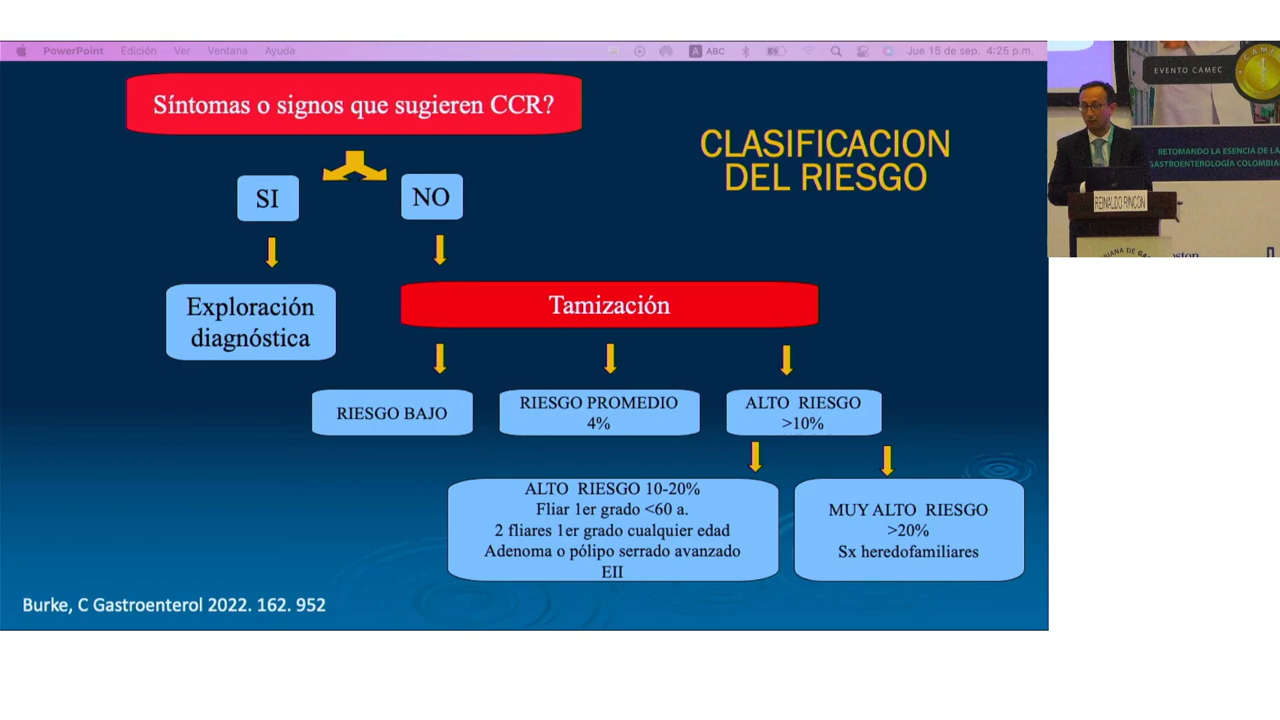 PowerPoint Edición Ver Ventana Ayuda
ABC
Jue 15 de sep. 4:25 p.m.
Síntomas o signos que sugieren CCR?
CLASIFICACION
DEL RIESGO
SI
NO
Exploración
diagnóstica
Tamización
RIESGO BAJO
RIESGO PROMEDIO
4%
ALTO RIESGO
>10%
ALTO RIESGO 10-20%
Fliar 1er grado <60 a.
2 fliares 1er grado cualquier edad
Adenoma o pólipo serrado avanzado
EII
MUY ALTO RIESGO
>20%
Sx heredofamiliares
Burke, C Gastroenterol 2022. 162. 952
EVENTO CAMEC
RETOMANDO LA ESENCIA DE LA
GASTROENTEROLOGÍA COLOMBIA
REINALDO RINCON